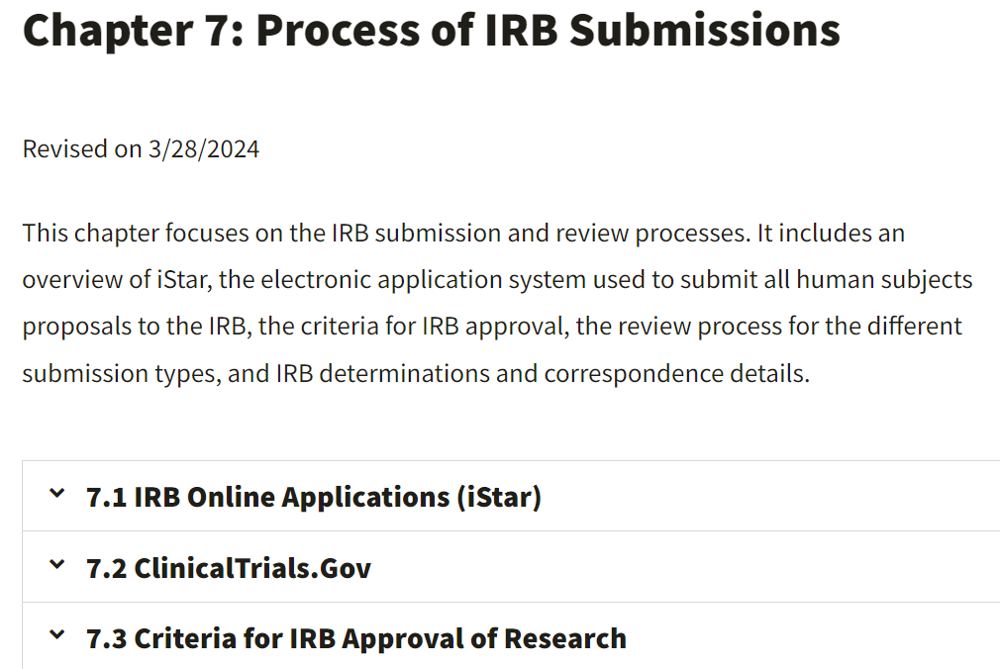 Chapter 7: Process of IRB Submissions
Revised on 3/28/2024
This chapter focuses on the IRB submission and review processes. It includes an
overview of iStar, the electronic application system used to submit all human subjects
proposals to the IRB, the criteria for IRB approval, the review process for the different
submission types, and IRB determinations and correspondence details.
7.1 IRB Online Applications (iStar)
7.2 ClinicalTrials.Gov
7.3 Criteria for IRB Approval of Research